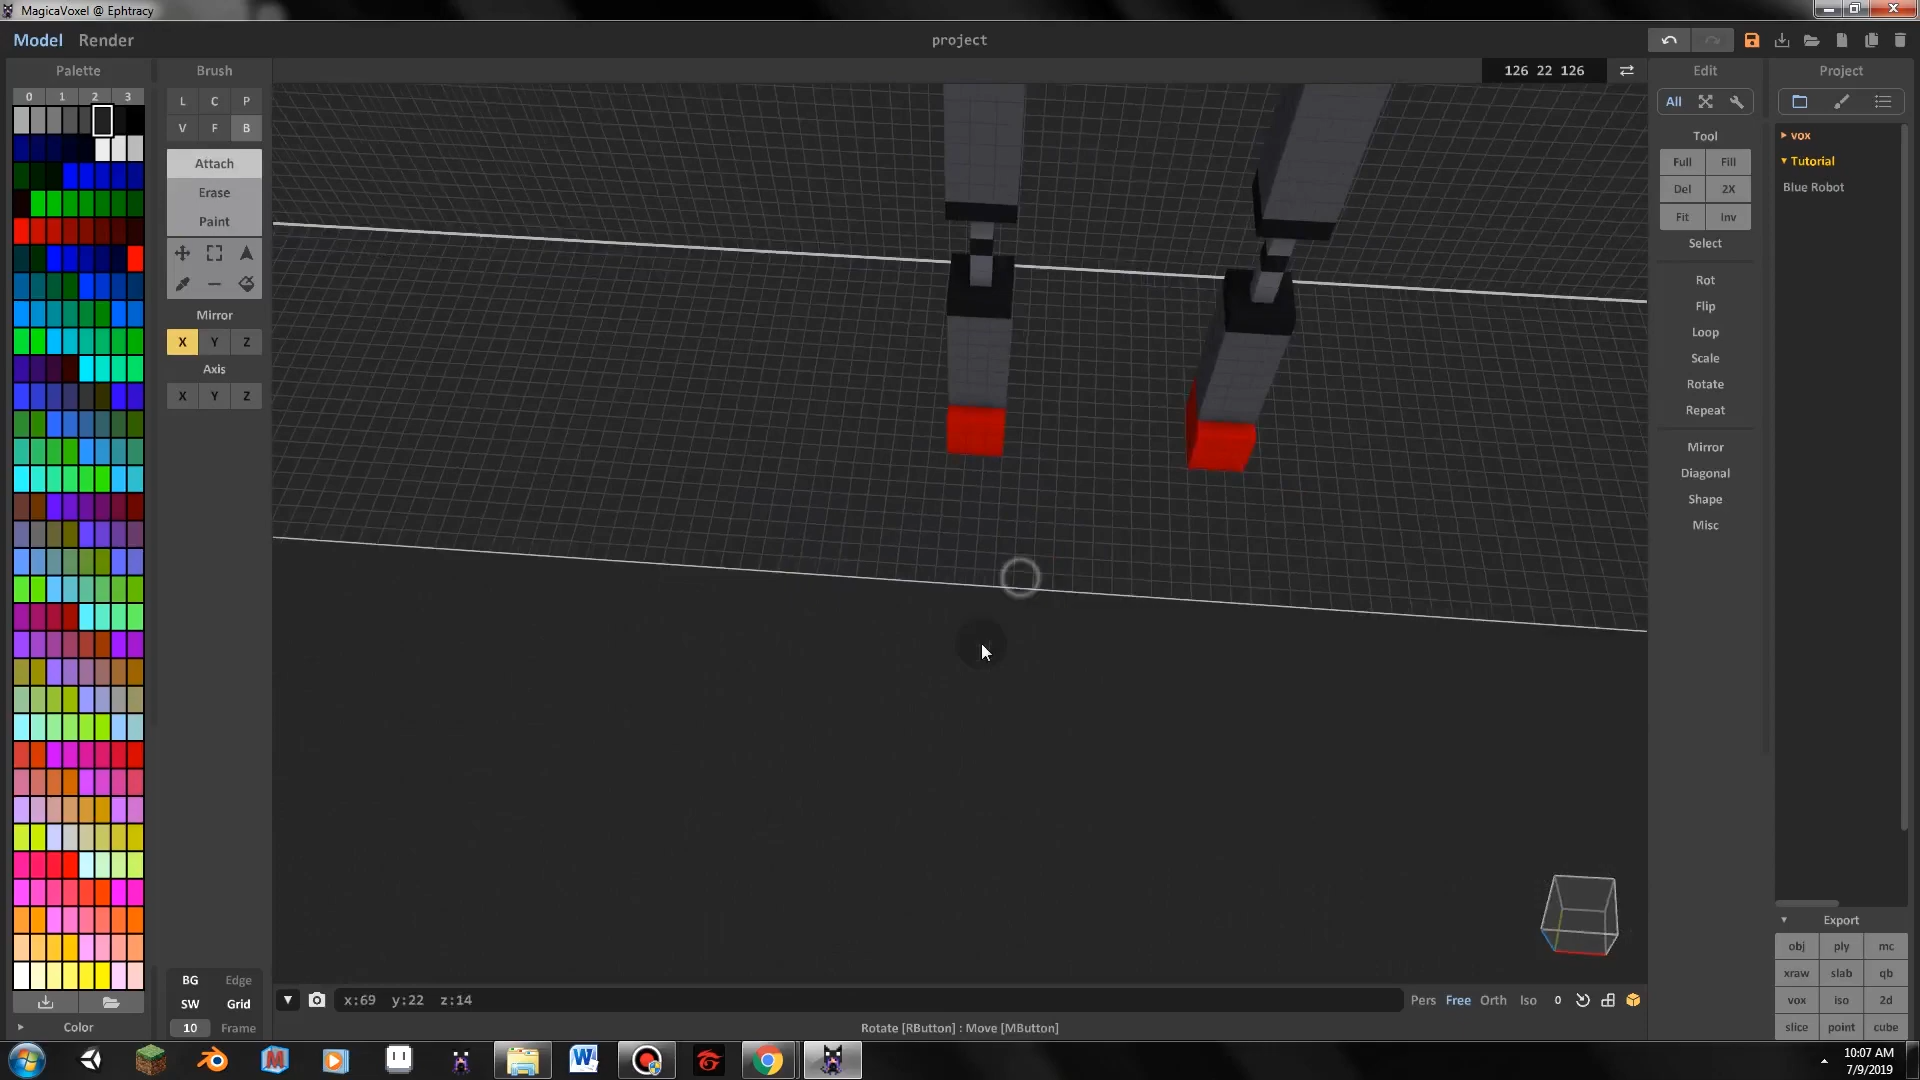 MagicaVoxel @ Ephtracy
Model Render
project
Palette
Brush
126 22 126
Edit
Project
0 1 2 3
L C P
V F B
All
Attach
Erase
Paint
Tool
Full Fill
Del 2X
Fit Inv
Select
vox
Tutorial
Blue Robot
Mirror
X Y Z
Axis
X Y Z
Rot
Flip
Loop
Scale
Rotate
Repeat
Mirror
Diagonal
Shape
Misc
Export
obj ply mc
xraw slab qb
vox iso 2d
slice point cube
BG Edge
SW Grid
10 Frame
Color
x:69 y:22 z:14
Pers Free Orth Iso 0
Rotate [RButton] : Move [MButton]
10:07 AM
7/9/2019